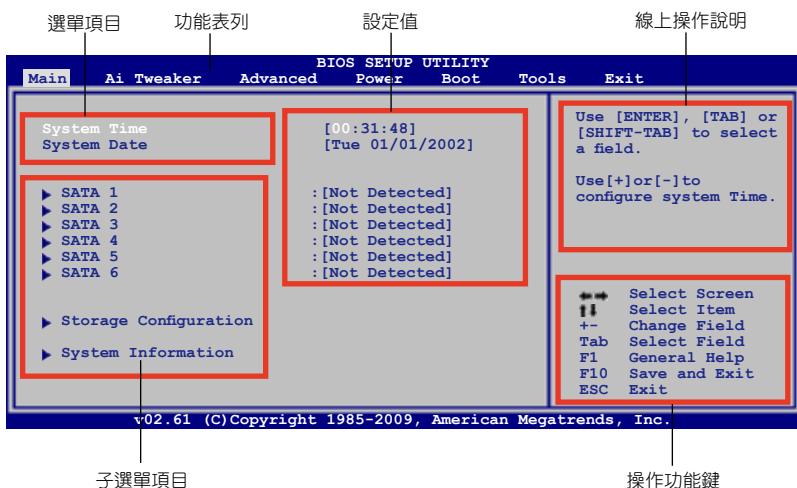 選單項目 功能表列 設定值 線上操作說明
BIOS SETUP UTILITY
Main Ai Tweaker Advanced Power Boot Tools Exit
System Time [00:31:48]
System Date [Tue 01/01/2002]
SATA 1 :[Not Detected]
SATA 2 :[Not Detected]
SATA 3 :[Not Detected]
SATA 4 :[Not Detected]
SATA 5 :[Not Detected]
SATA 6 :[Not Detected]
Storage Configuration
System Information
Use [ENTER], [TAB] or
[SHIFT-TAB] to select
a field.
Use[+]or[-]to
configure system Time.
←→ Select Screen
↑↓ Select Item
+- Change Field
Tab Select Field
F1 General Help
F10 Save and Exit
ESC Exit
v02.61 (C)Copyright 1985-2009, American Megatrends, Inc.
子選單項目 操作功能鍵